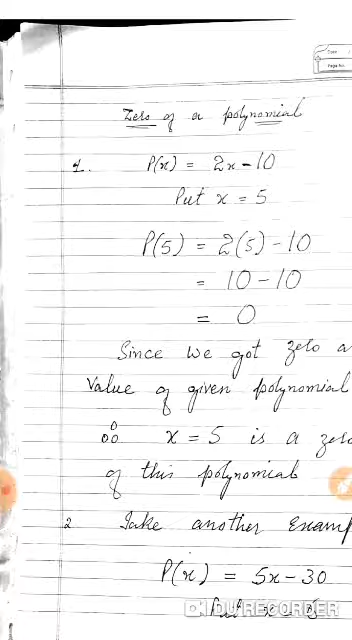 Date
Page No.
Zero of a polynomial
1. P(x) = 2x - 10
Put x = 5
P(5) = 2(5) - 10
= 10 - 10
= 0
Since we got zero a
Value of given polynomial
∴ x = 5 is a zero
of this polynomial
2 Take another Examp
P(x) = 5x - 30
Put x =
DU RECORDER